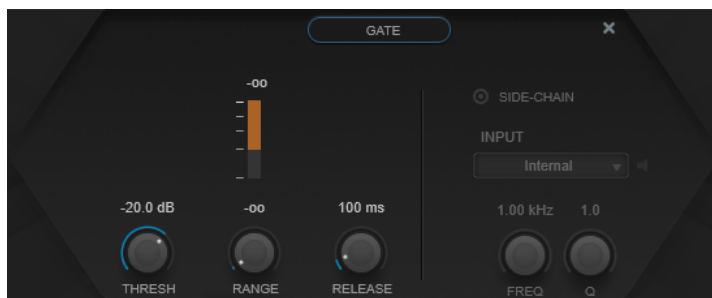 GATE
-oo
SIDE-CHAIN
INPUT
Internal
-20.0 dB -oo 100 ms 1.00 kHz 1.0
THRESH RANGE RELEASE FREQ Q